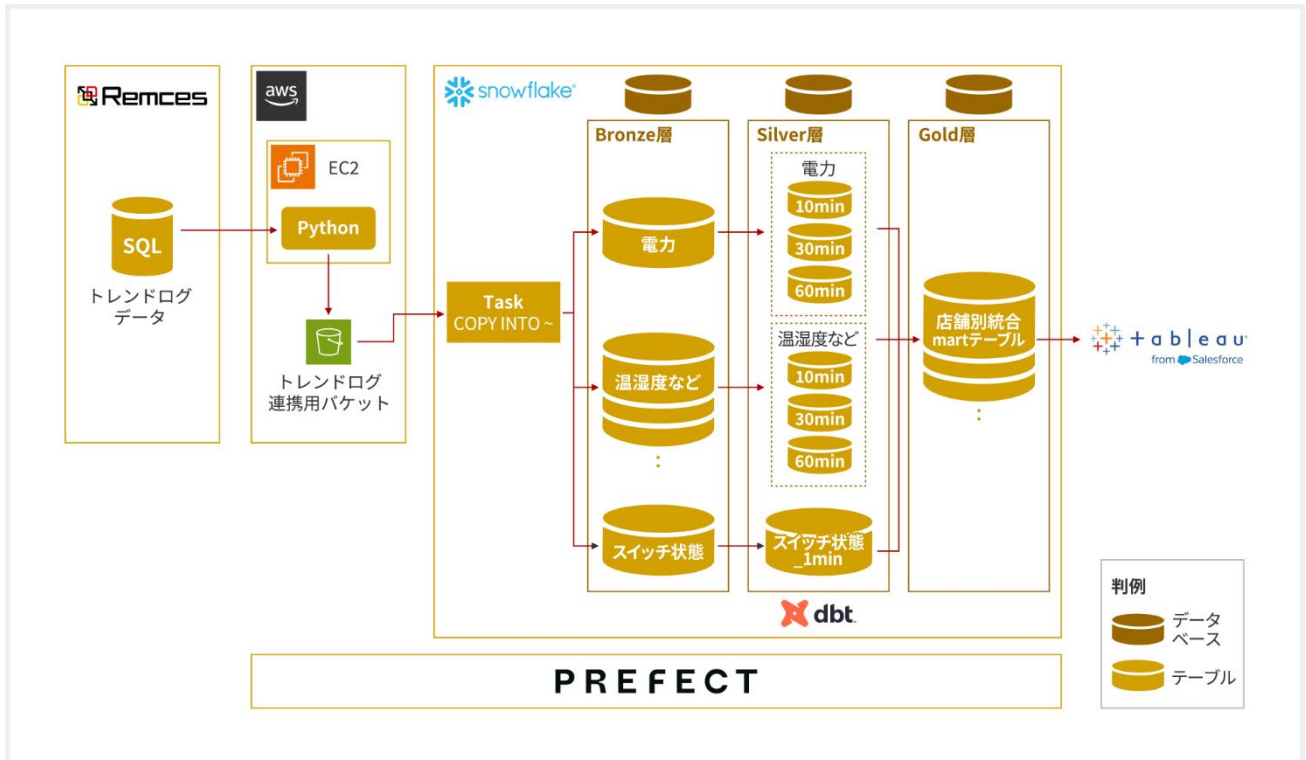 Remces
SQL
トレンドログ
データ
aws
EC2
Python
トレンドログ
連携用バケット
snowflake®
Task
COPY INTO ~
Bronze層
電力
温湿度など
:
スイッチ状態
Silver層
電力
10min
30min
60min
温湿度など
10min
30min
60min
スイッチ状態
_1min
dbt
Gold層
店舗別統合
martテーブル
:
+ableau
from Salesforce
PREFECT
判例
データ
ベース
テーブル